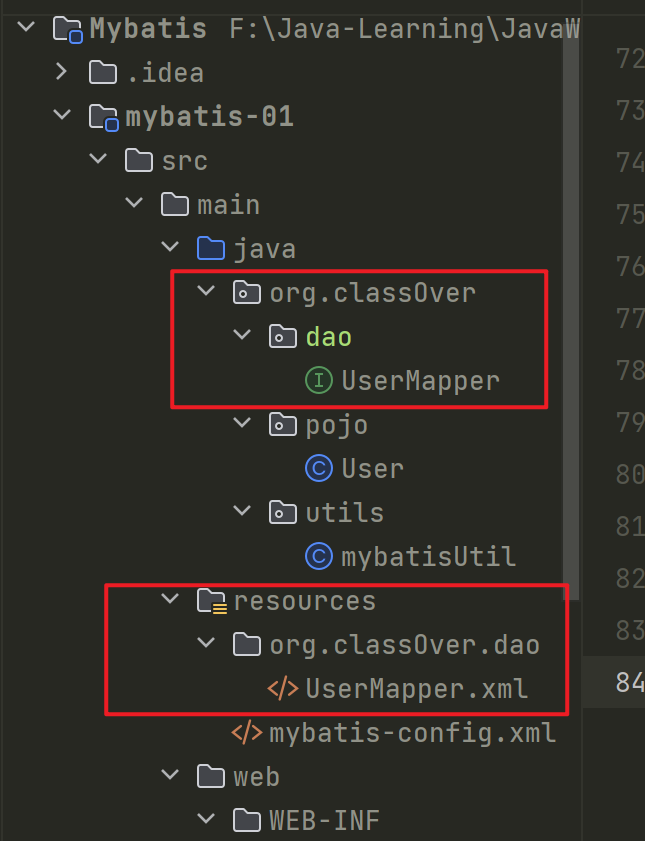 Mybatis F:\Java-Learning\JavaW
72
.idea
73
mybatis-01
74
src
main
75
java
76
org.classOver
77
dao
78
UserMapper
79
pojo
User
80
utils
81
mybatisUtil
82
resources
83
org.classOver.dao
84
UserMapper.xml
mybatis-config.xml
web
WEB-INF